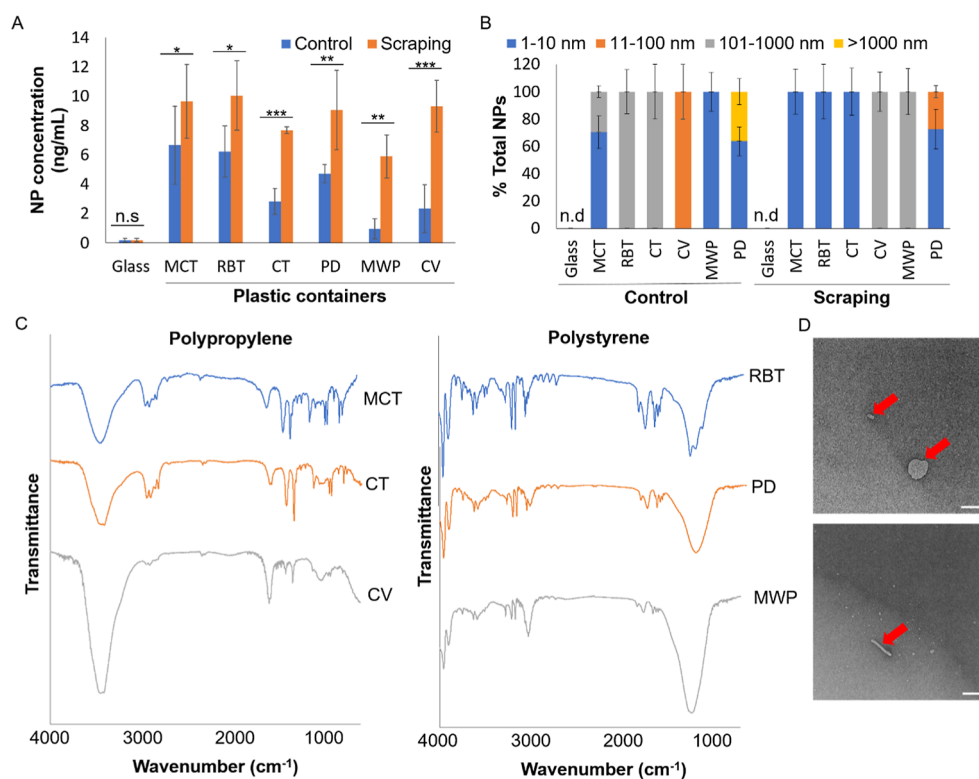 A
Control Scraping
NP concentration
(ng/mL)
14
12
10
8
6
4
2
0
n.s
*
*
***
**
**
***
Glass MCT RBT CT PD MWP CV
Plastic containers
B
1-10 nm 11-100 nm 101-1000 nm >1000 nm
% Total NPs
120
100
80
60
40
20
0
n.d
n.d
Glass MCT RBT CT CV MWP PD Glass MCT RBT CT CV MWP PD
Control Scraping
C
Polypropylene
MCT
CT
CV
Transmittance
4000 3000 2000 1000
Wavenumber (cm⁻¹)
Polystyrene
RBT
PD
MWP
Transmittance
4000 3000 2000 1000
Wavenumber (cm⁻¹)
D